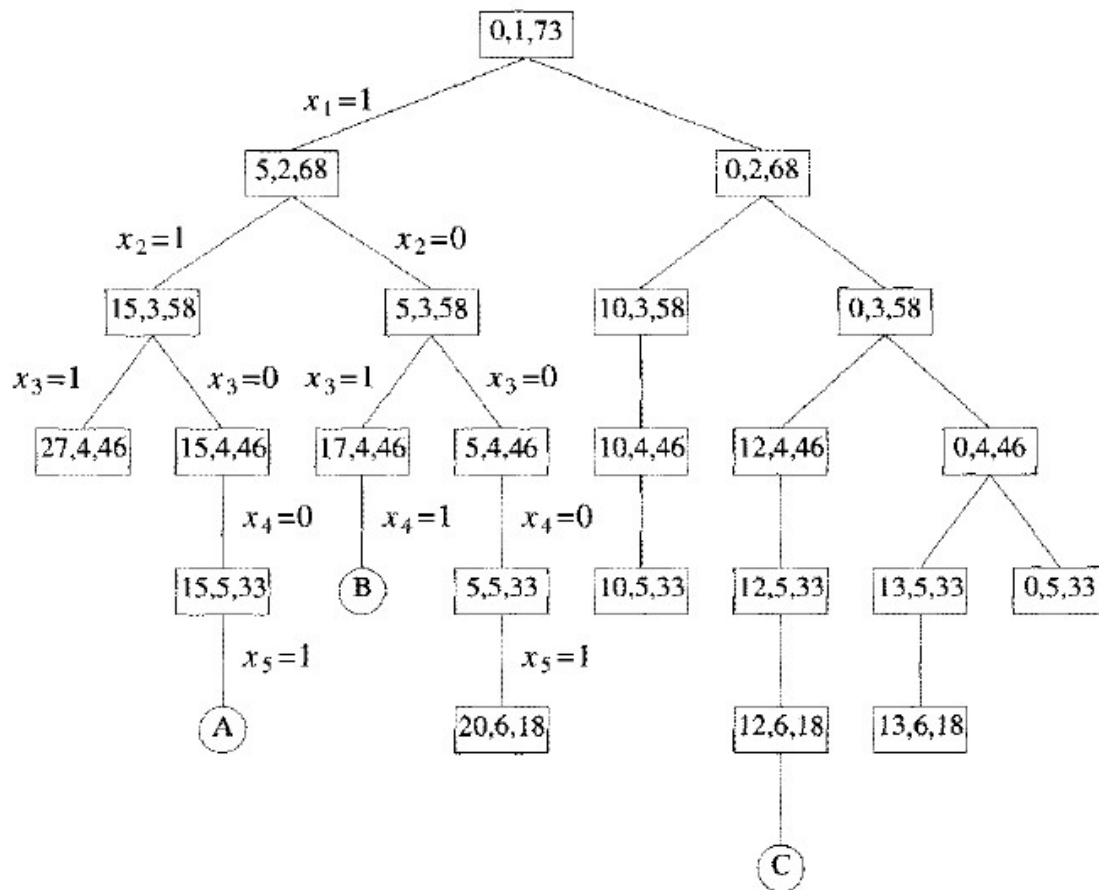 0,1,73
x₁=1
5,2,68 0,2,68
x₂=1 x₂=0
15,3,58 5,3,58 10,3,58 0,3,58
x₃=1 x₃=0 x₃=1 x₃=0
27,4,46 15,4,46 17,4,46 5,4,46 10,4,46 12,4,46 0,4,46
x₄=0 x₄=1 x₄=0
15,5,33 B 5,5,33 10,5,33 12,5,33 13,5,33 0,5,33
x₅=1 x₅=1
A 20,6,18 12,6,18 13,6,18
C